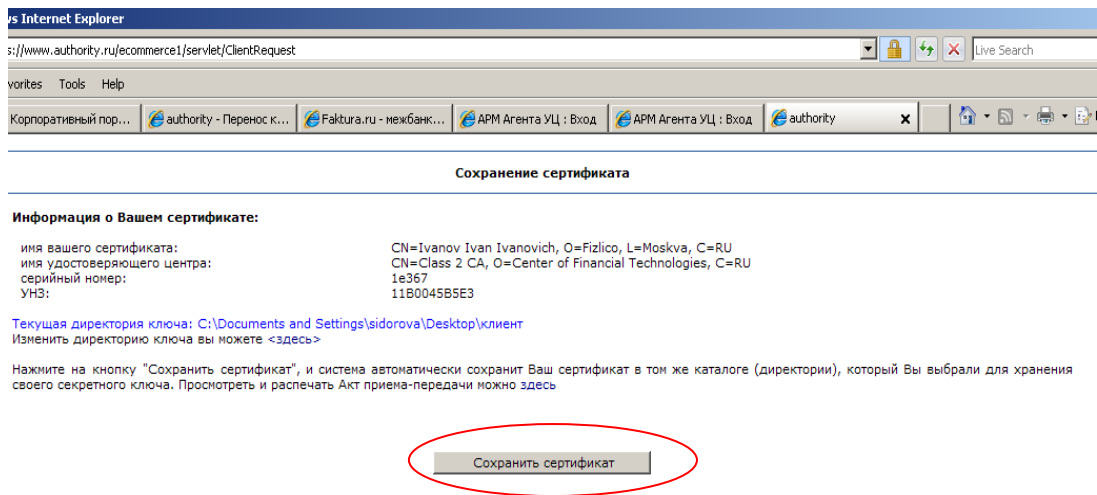 vs Internet Explorer
s://www.authority.ru/ecommerce1/servlet/ClientRequest
Live Search
vorites Tools Help
Корпоративный пор...
authority - Перенос к...
Faktura.ru - межбанк...
АРМ Агента УЦ : Вход
АРМ Агента УЦ : Вход
authority
Сохранение сертификата
Информация о Вашем сертификате:
имя вашего сертификата: CN=Ivanov Ivan Ivanovich, O=Fizlico, L=Moskva, C=RU
имя удостоверяющего центра: CN=Class 2 CA, O=Center of Financial Technologies, C=RU
серийный номер: 1e367
УНЗ: 11B0045B5E3
Текущая директория ключа: C:\Documents and Settings\sidorova\Desktop\клиент
Изменить директорию ключа вы можете <здесь>
Нажмите на кнопку "Сохранить сертификат", и система автоматически сохранит Ваш сертификат в том же каталоге (директории), который Вы выбрали для хранения
своего секретного ключа. Просмотреть и распечать Акт приема-передачи можно здесь
Сохранить сертификат